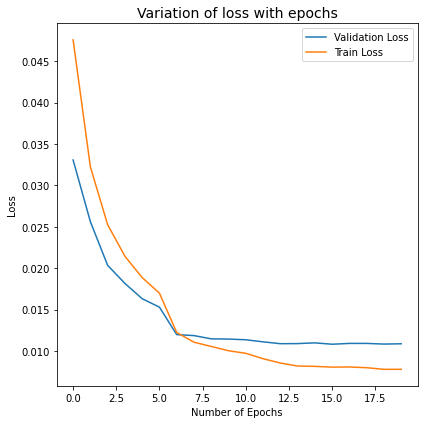 Variation of loss with epochs
Validation Loss
Train Loss
0.045
0.040
0.035
0.030
0.025
0.020
0.015
0.010
Loss
0.0 2.5 5.0 7.5 10.0 12.5 15.0 17.5
Number of Epochs